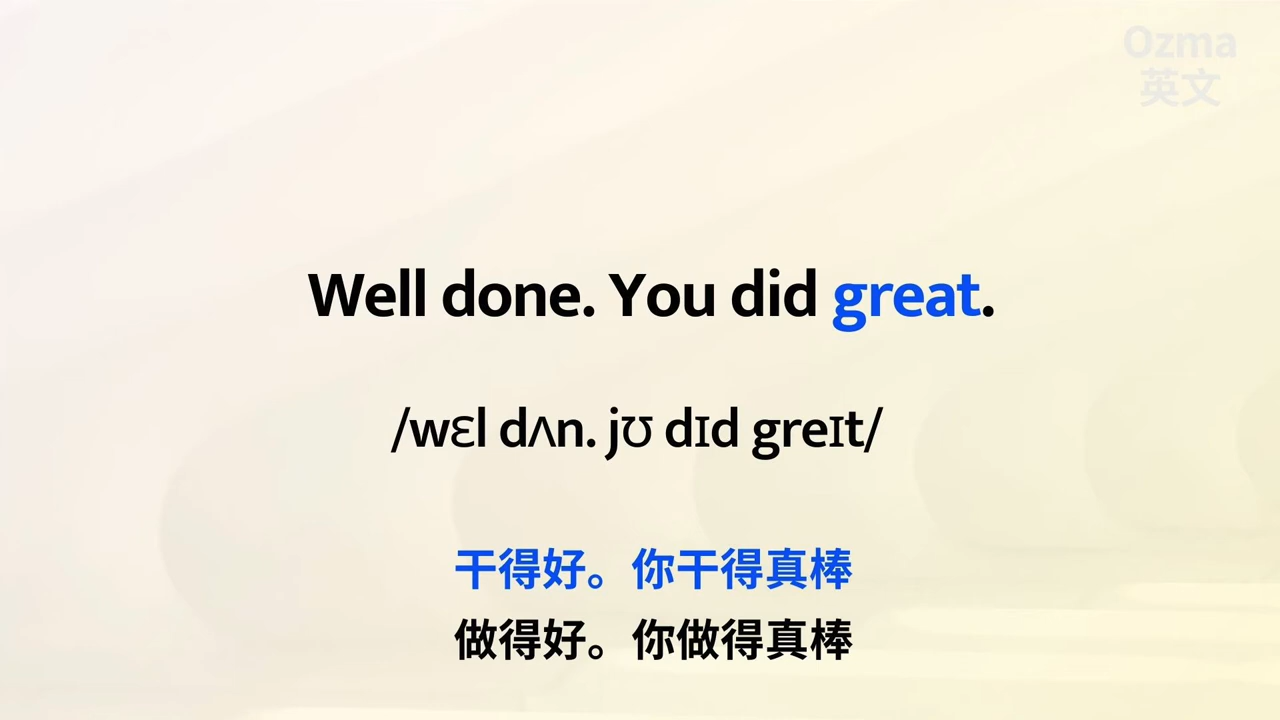 Ozma
英文
Well done. You did great.
/wɛl dʌn. jʊ dɪd greɪt/
干得好。你干得真棒
做得好。你做得真棒